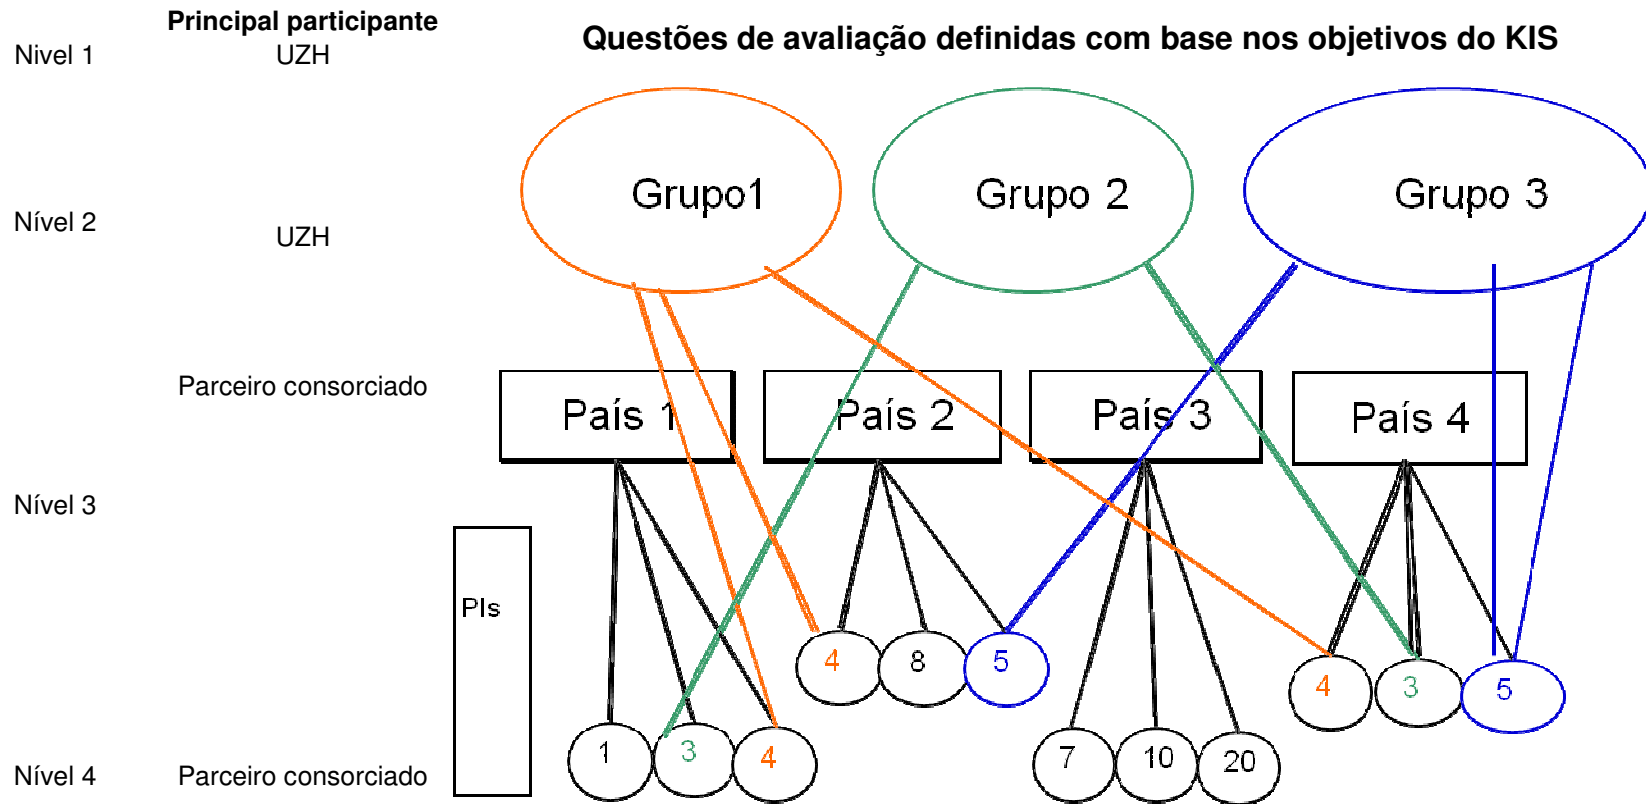 Principal participante
Questões de avaliação definidas com base nos objetivos do KIS
Nivel 1
UZH
Grupo1
Grupo 2
Grupo 3
Nível 2
UZH
Parceiro consorciado
País 1
País 2
País 3
País 4
Nível 3
PIs
4
8
5
4
3
5
1
3
4
7
10
20
Nível 4
Parceiro consorciado